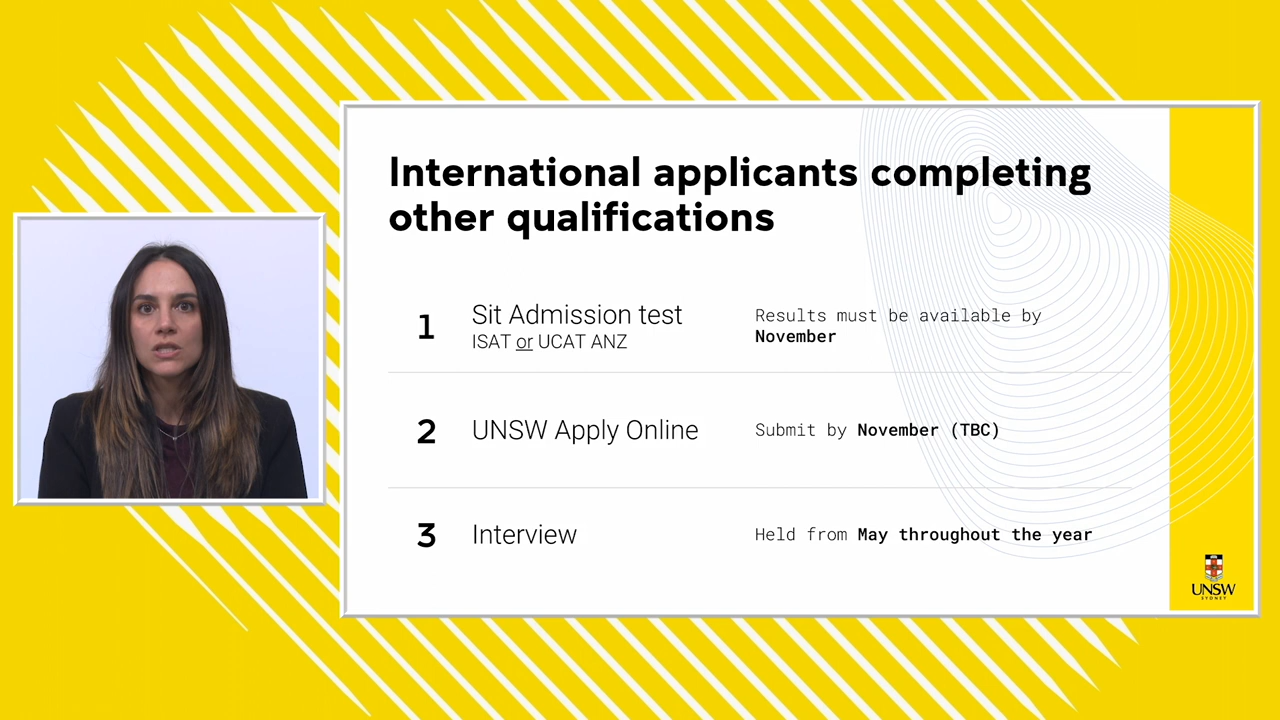 International applicants completing
other qualifications
1
Sit Admission test
ISAT or UCAT ANZ
Results must be available by
November
2
UNSW Apply Online
Submit by November (TBC)
3
Interview
Held from May throughout the year
UNSW
SYDNEY